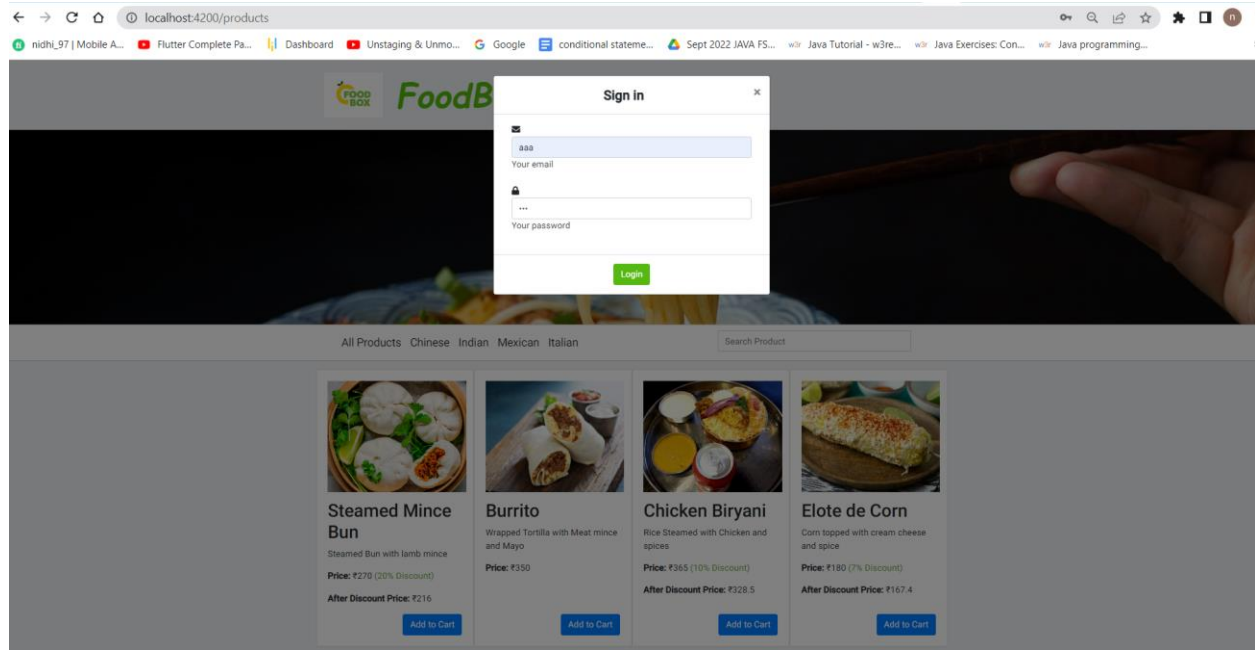 localhost:4200/products
nidhi_97 | Mobile A... Flutter Complete Pa... Dashboard Unstaging & Unmo... Google conditional stateme... Sept 2022 JAVA FS... Java Tutorial - w3re... Java Exercises: Con... Java programming...
FOOD
BOX
FoodB
Sign in
×
aaa
Your email
...
Your password
Login
All Products Chinese Indian Mexican Italian
Search Product
Steamed Mince
Bun
Steamed Bun with lamb mince
Price: ₹270 (20% Discount)
After Discount Price: ₹216
Add to Cart
Burrito
Wrapped Tortilla with Meat mince
and Mayo
Price: ₹350
Add to Cart
Chicken Biryani
Rice Steamed with Chicken and
spices
Price: ₹365 (10% Discount)
After Discount Price: ₹328.5
Add to Cart
Elote de Corn
Corn topped with cream cheese
and spice
Price: ₹180 (7% Discount)
After Discount Price: ₹167.4
Add to Cart